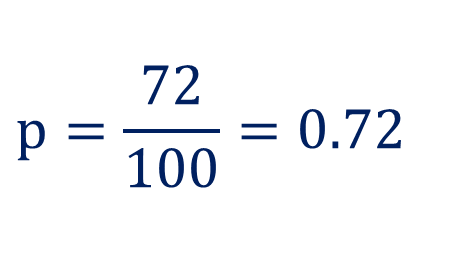 p = 72/100 = 0.72